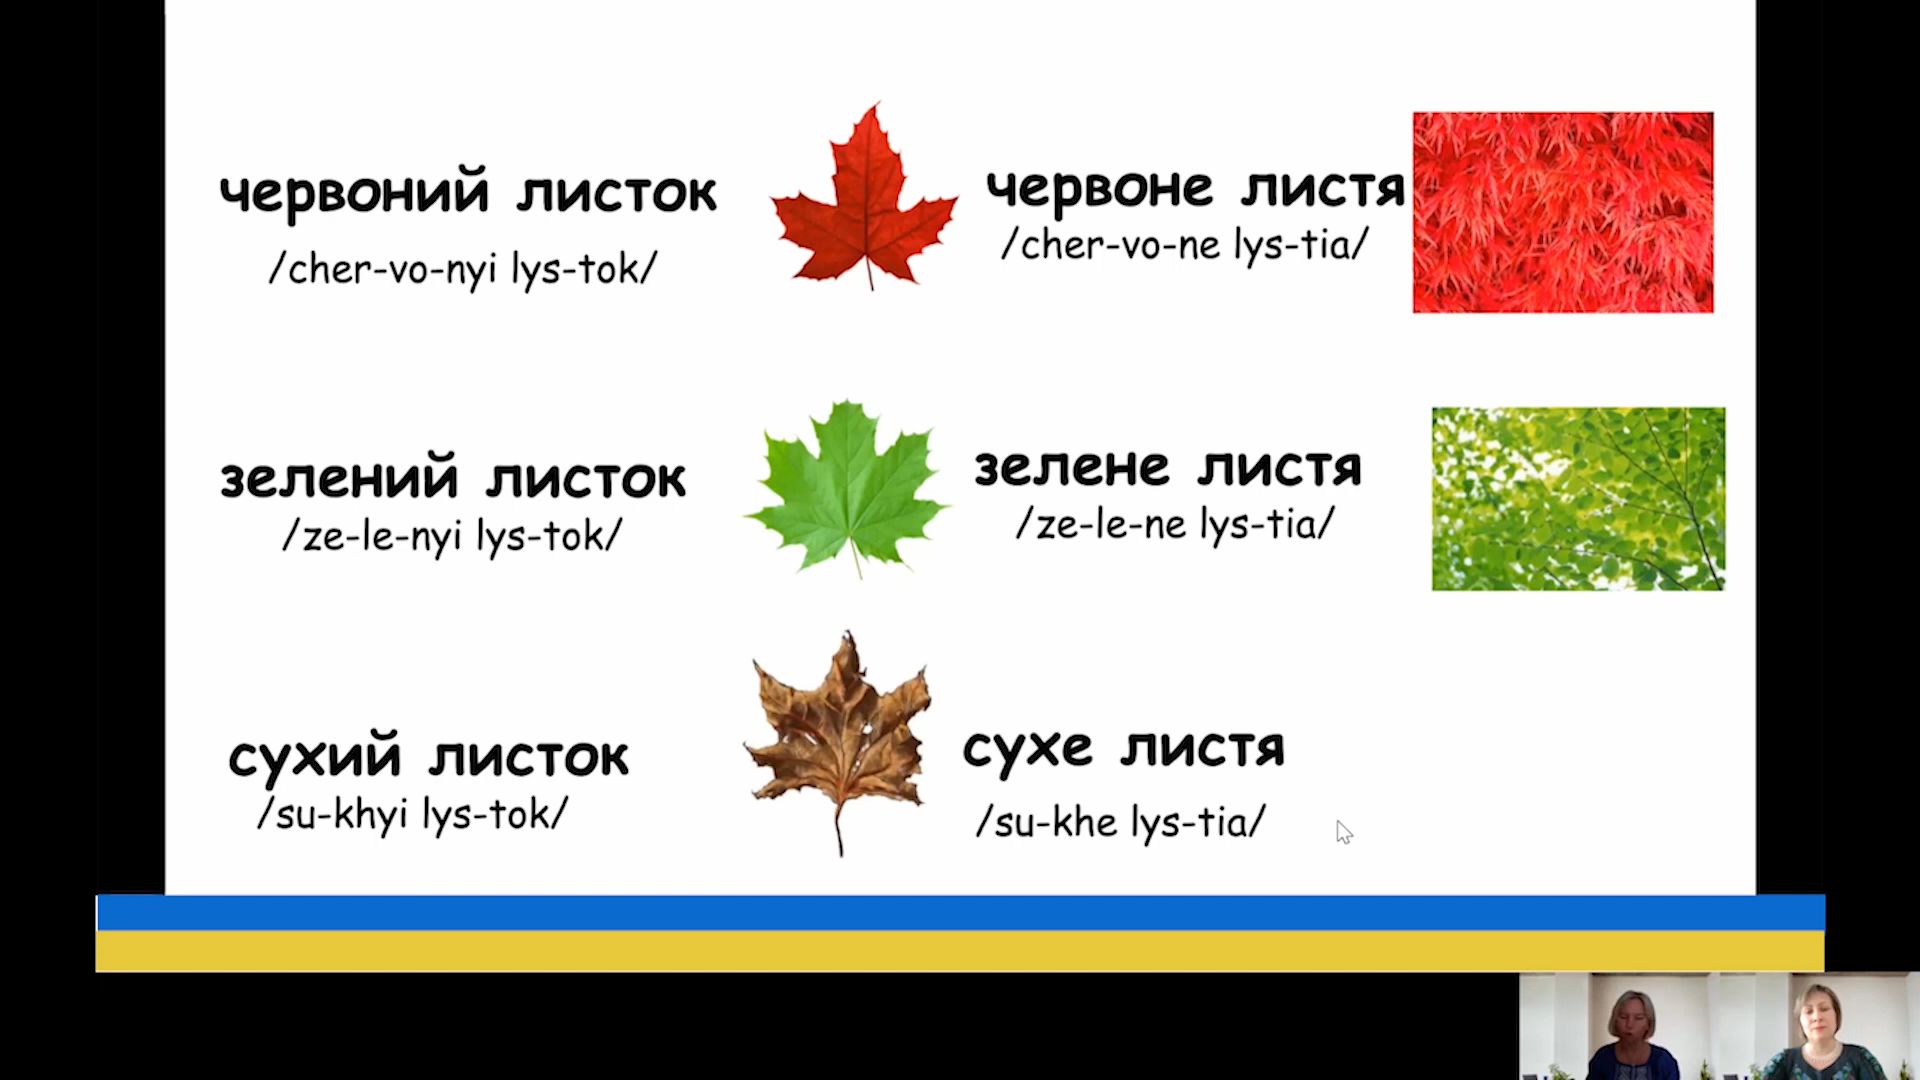 червоний листок
/cher-vo-nyi lys-tok/
червоне листя
/cher-vo-ne lys-tia/
зелений листок
/ze-le-nyi lys-tok/
зелене листя
/ze-le-ne lys-tia/
сухий листок
/su-khyi lys-tok/
сухе листя
/su-khe lys-tia/